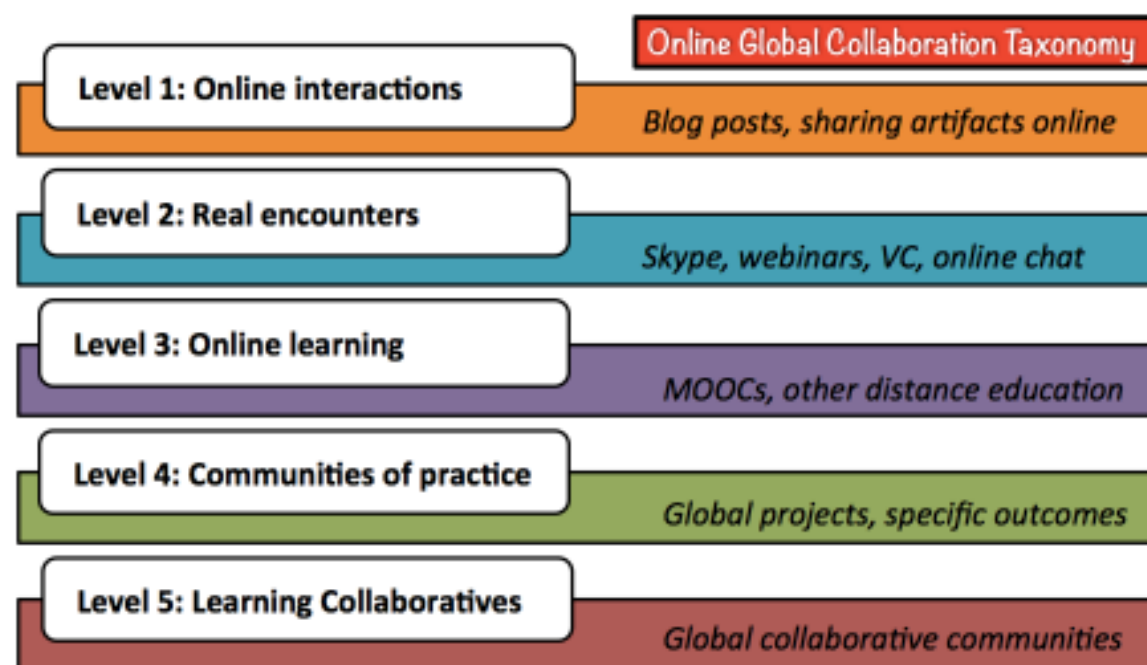 Online Global Collaboration Taxonomy
Level 1: Online interactions
Blog posts, sharing artifacts online
Level 2: Real encounters
Skype, webinars, VC, online chat
Level 3: Online learning
MOOCs, other distance education
Level 4: Communities of practice
Global projects, specific outcomes
Level 5: Learning Collaboratives
Global collaborative communities